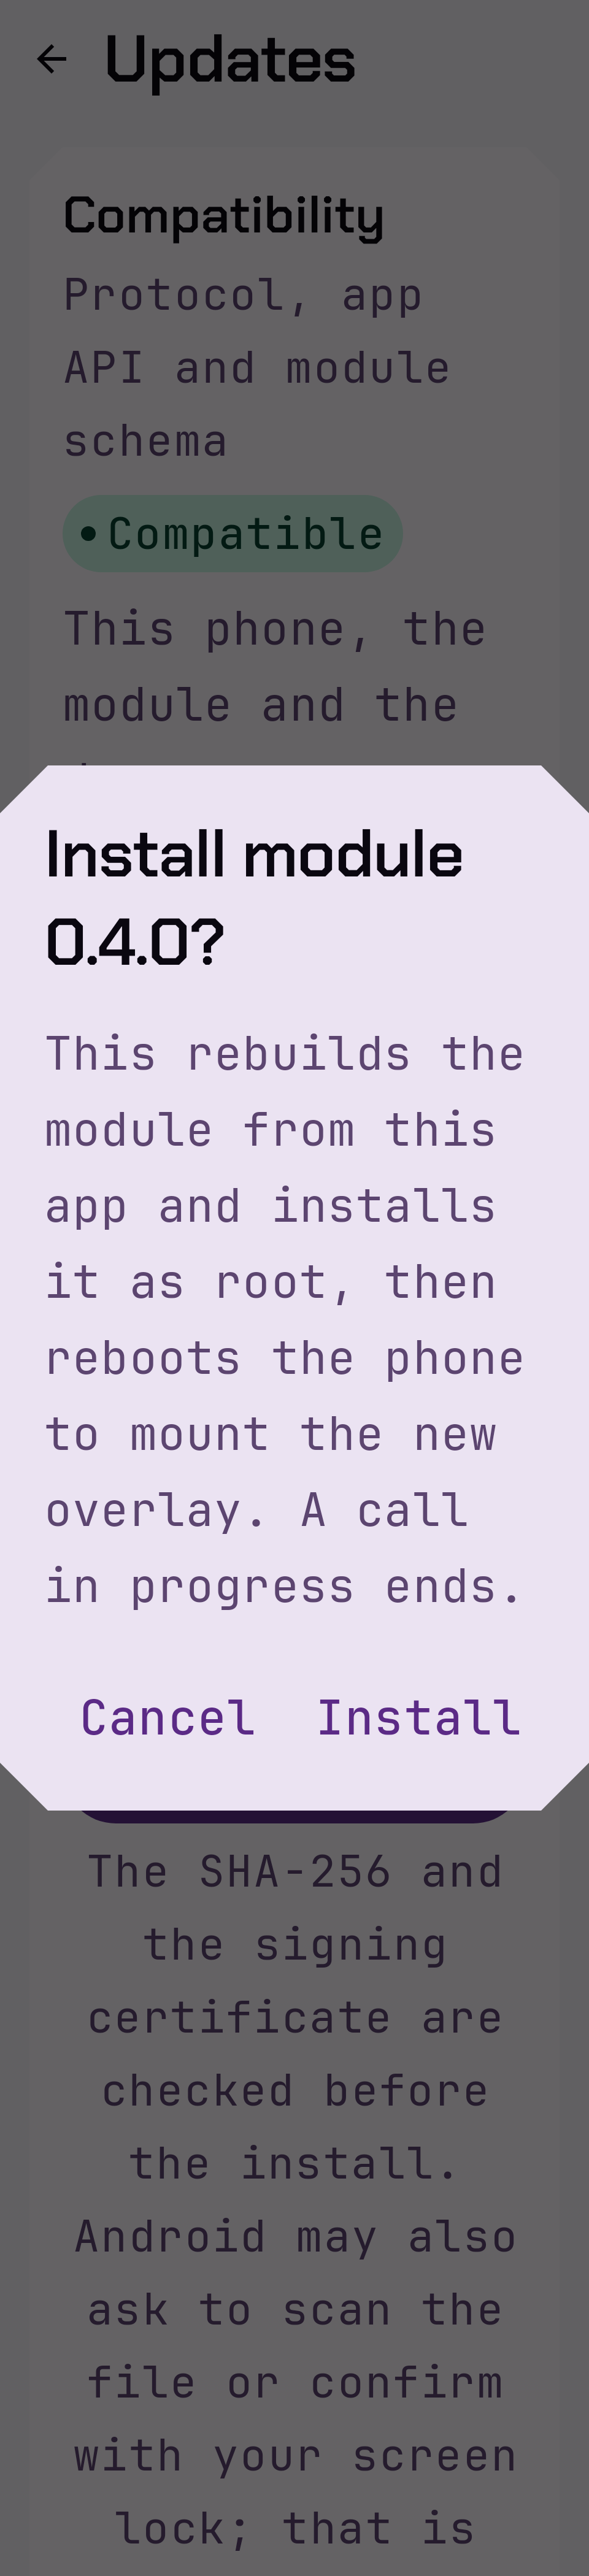 Updates
Compatibility
Protocol, app
API and module
schema
Compatible
This phone, the
module and the
Install module
0.4.0?
This rebuilds the
module from this
app and installs
it as root, then
reboots the phone
to mount the new
overlay. A call
in progress ends.
Cancel Install
The SHA-256 and
the signing
certificate are
checked before
the install.
Android may also
ask to scan the
file or confirm
with your screen
lock; that is